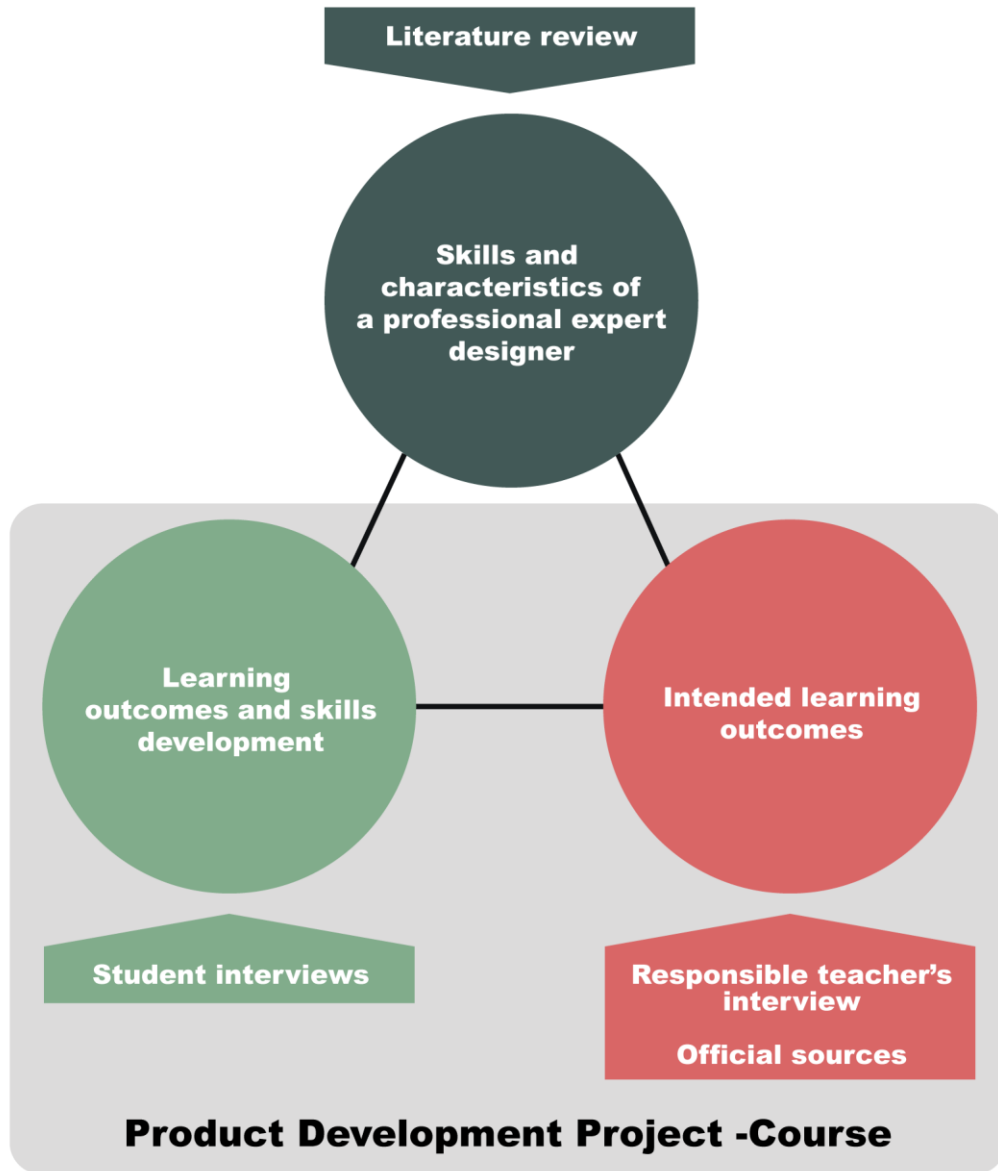 Literature review
Skills and
characteristics of
a professional expert
designer
Learning
outcomes and skills
development
Intended learning
outcomes
Student interviews
Responsible teacher's
interview
Official sources
Product Development Project -Course